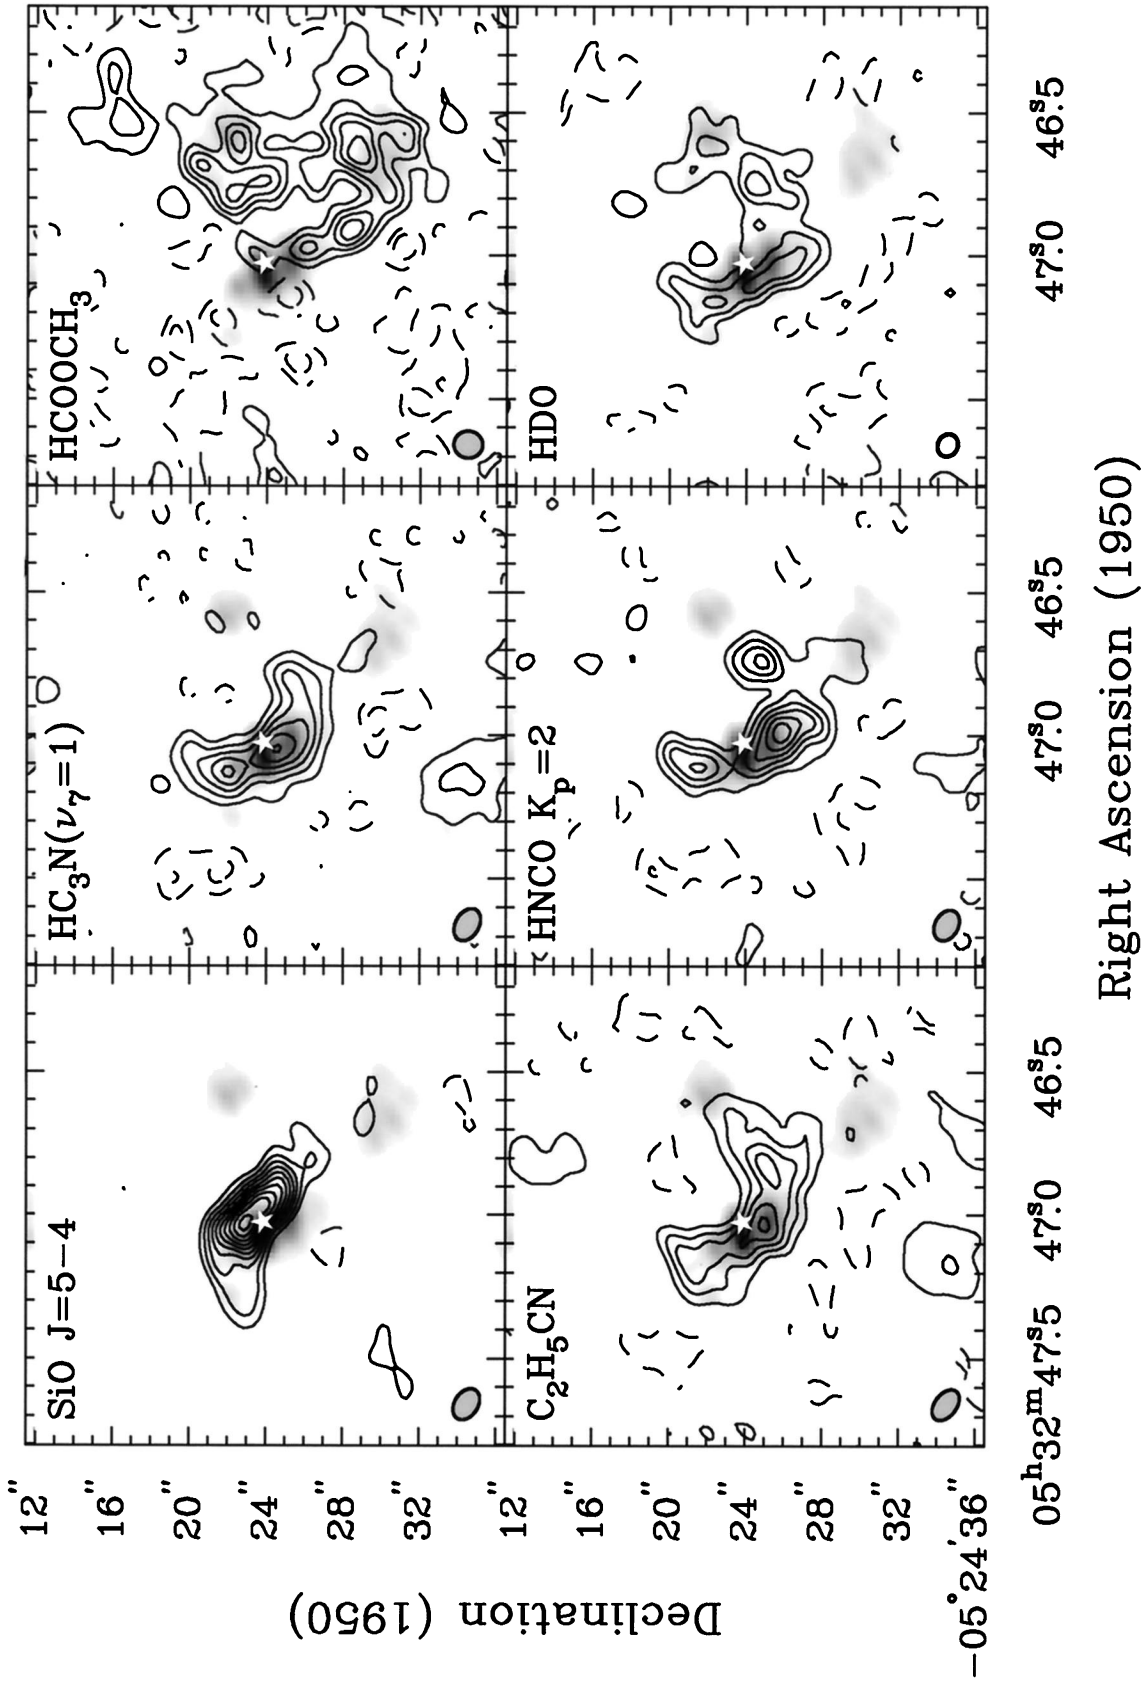 SiO J=5−4
HC₃N(ν₇=1)
HCOOCH₃
C₂H₅CN
HNCO Kₚ=2
HDO
12″
16″
20″
24″
28″
32″
12″
16″
20″
24″
28″
32″
−05°24′36″
Declination (1950)
05ʰ32ᵐ47ˢ.5 47ˢ.0 46ˢ.5 47ˢ.0 46ˢ.5 47ˢ.0 46ˢ.5
Right Ascension (1950)